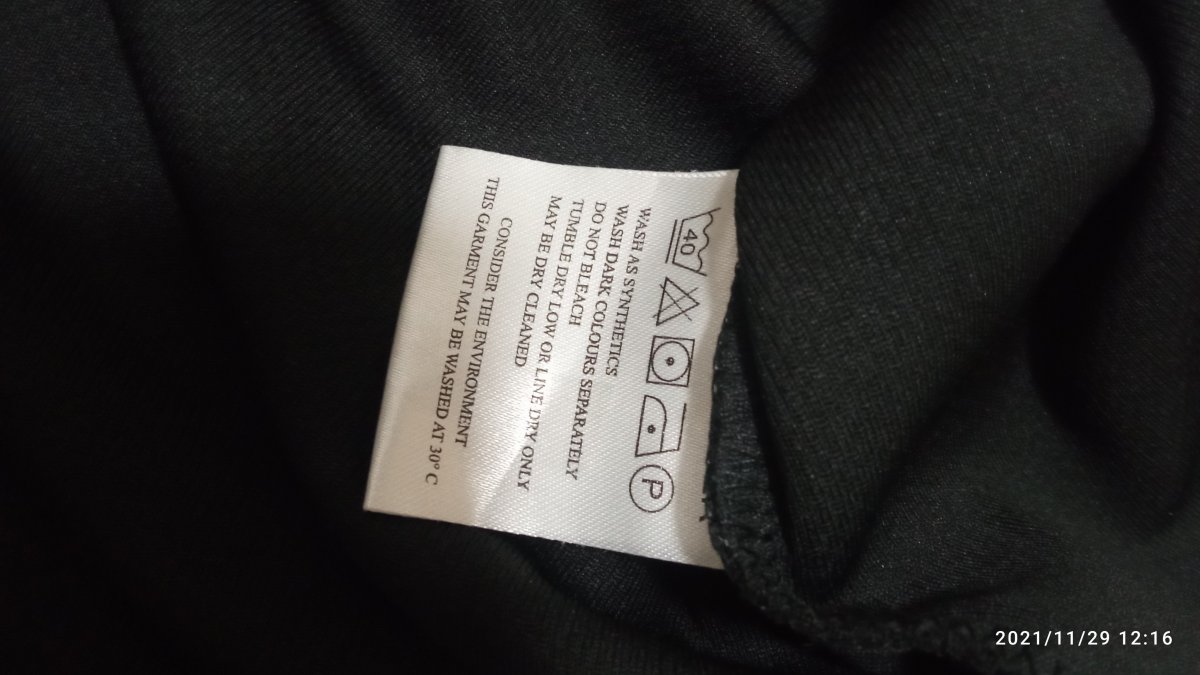 40
P
WASH AS SYNTHETICS
WASH DARK COLOURS SEPARATELY
DO NOT BLEACH
TUMBLE DRY LOW OR LINE DRY ONLY
MAY BE DRY CLEANED
CONSIDER THE ENVIRONMENT
THIS GARMENT MAY BE WASHED AT 30° C
2021/11/29 12:16